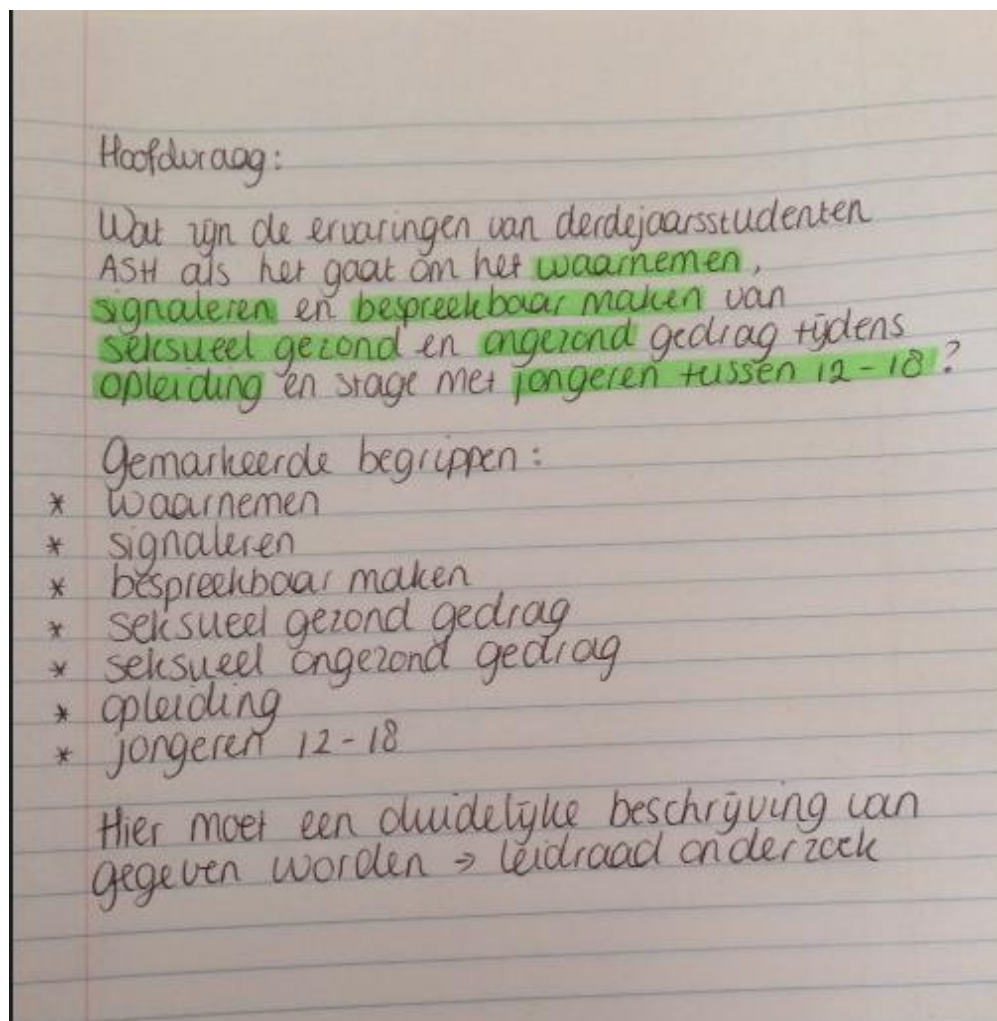 Hoofdvraag:
Wat zijn de ervaringen van derdejaarsstudenten
ASH als het gaat om het waarnemen,
signaleren en bespreekbaar maken van
seksueel gezond en ongezond gedrag tijdens
opleiding en stage met jongeren tussen 12-18?
Gemarkeerde begrippen:
* waarnemen
* signaleren
* bespreekbaar maken
* seksueel gezond gedrag
* seksueel ongezond gedrag
* opleiding
* jongeren 12-18
Hier moet een duidelijke beschrijving van
gegeven worden → leidraad onderzoek